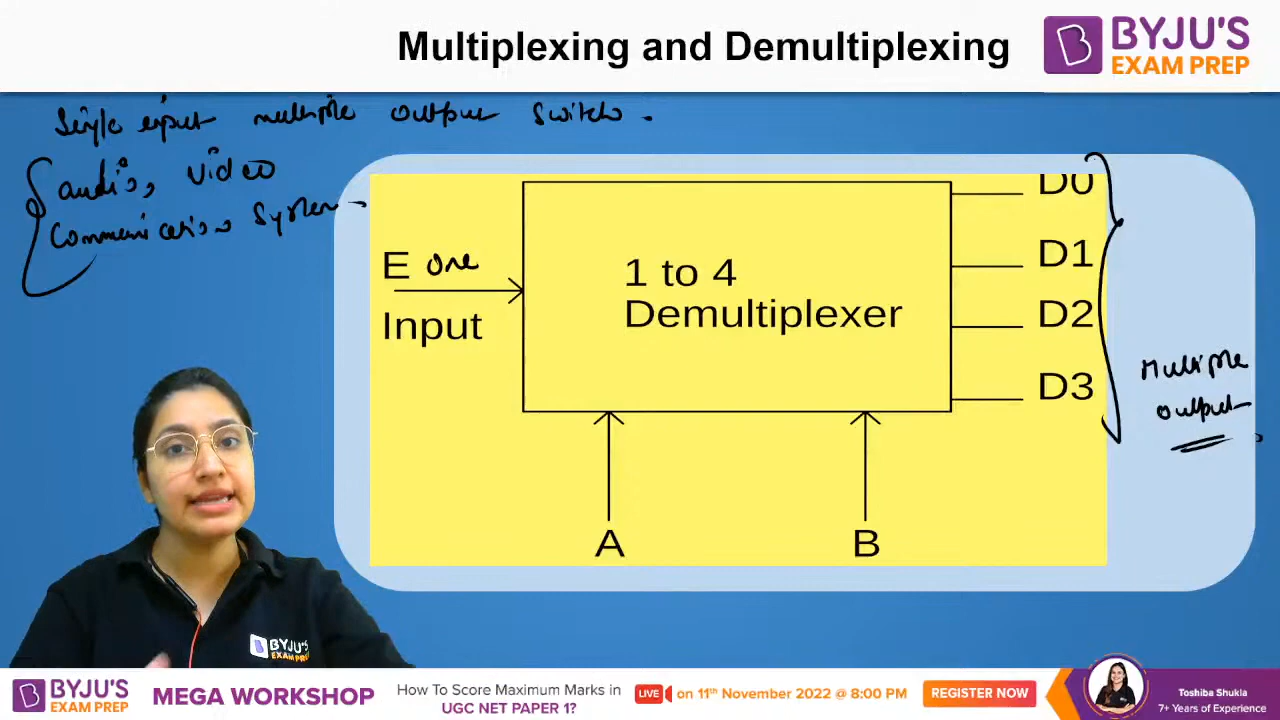 Multiplexing and Demultiplexing
BYJU'S
EXAM PREP
Single input multiple output switch.
audio, video
Communication System
E one
Input
1 to 4
Demultiplexer
D0
D1
D2
D3
Multiple
output
A
B
BYJU'S
EXAM PREP
BYJU'S
EXAM PREP
MEGA WORKSHOP
How To Score Maximum Marks in
UGC NET PAPER 1?
LIVE
on 11th November 2022 @ 8:00 PM
REGISTER NOW
Toshiba Shukla
7+ Years of Experience